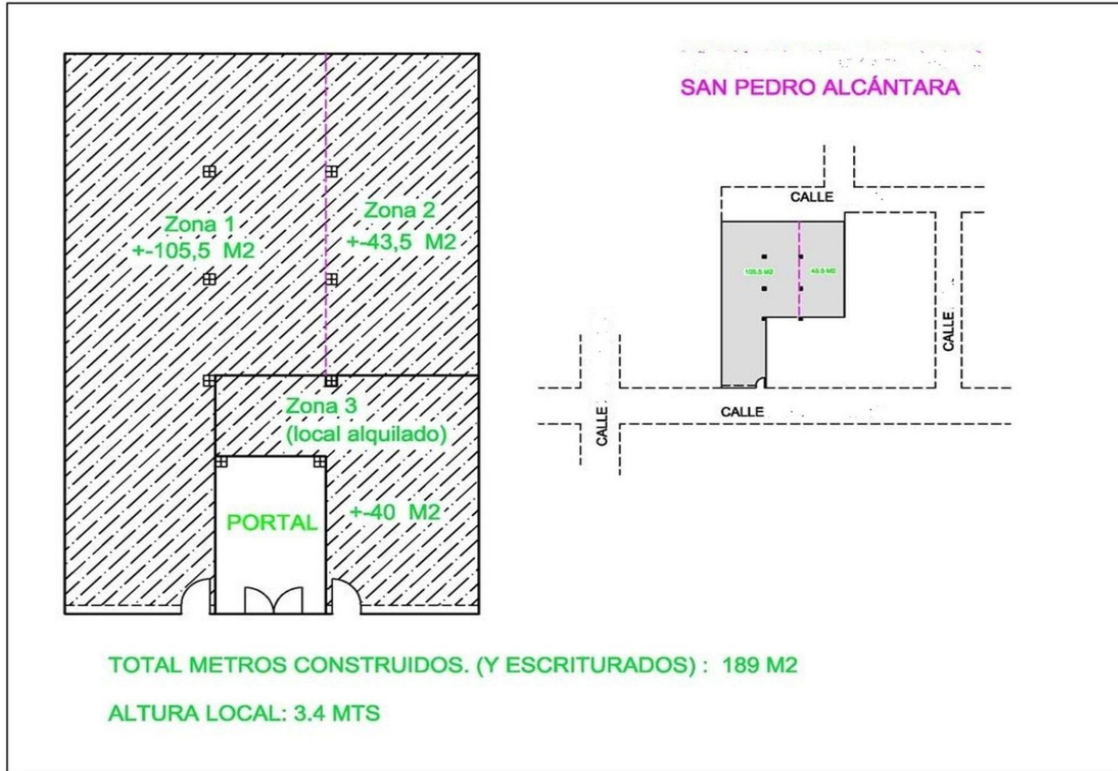 SAN PEDRO ALCÁNTARA
Zona 1
+-105,5 M2
Zona 2
+-43,5 M2
Zona 3
(local alquilado)
+-40 M2
PORTAL
CALLE
CALLE
CALLE
CALLE
TOTAL METROS CONSTRUIDOS. (Y ESCRITURADOS) : 189 M2
ALTURA LOCAL: 3.4 MTS